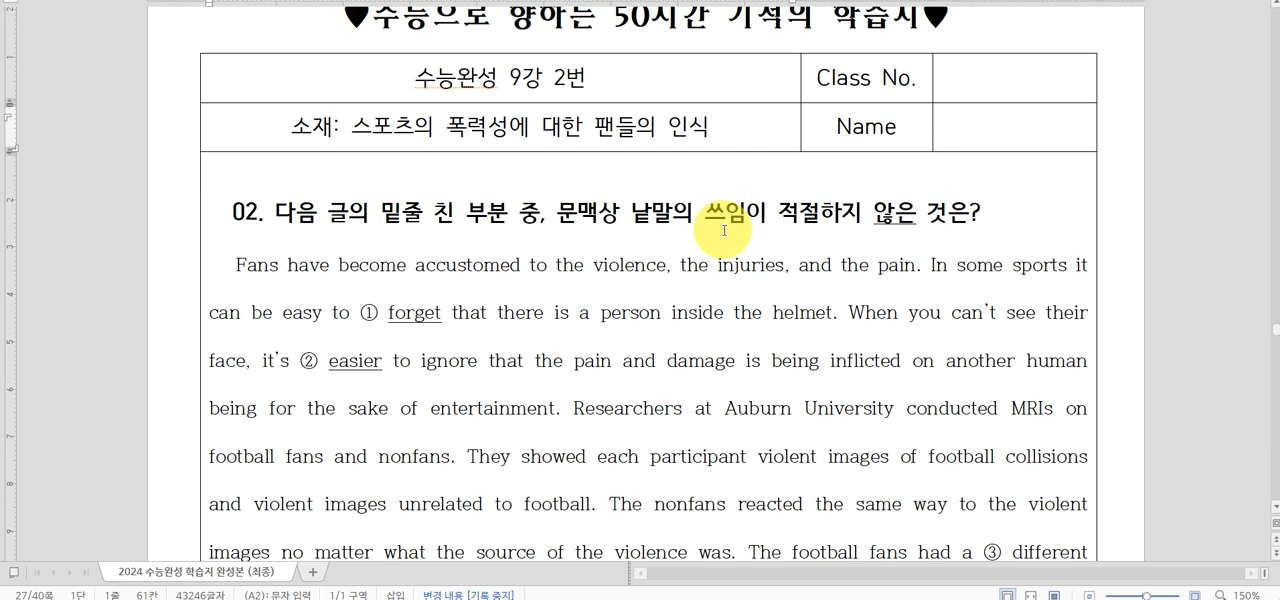 ♥수능으로 향하는 50시간 기적의 학습지♥
수능완성 9강 2번
Class No.
소재: 스포츠의 폭력성에 대한 팬들의 인식
Name
02. 다음 글의 밑줄 친 부분 중, 문맥상 낱말의 쓰임이 적절하지 않은 것은?
Fans have become accustomed to the violence, the injuries, and the pain. In some sports it
can be easy to ① forget that there is a person inside the helmet. When you can't see their
face, it's ② easier to ignore that the pain and damage is being inflicted on another human
being for the sake of entertainment. Researchers at Auburn University conducted MRIs on
football fans and nonfans. They showed each participant violent images of football collisions
and violent images unrelated to football. The nonfans reacted the same way to the violent
images no matter what the source of the violence was. The football fans had a ③ different
2024 수능완성 학습지 완성본 (최종)
27/40쪽 1단 1줄 61칸 43246글자 (A2): 문자 입력 1/1 구역 삽입 변경 내용 [기록 중지] 150%